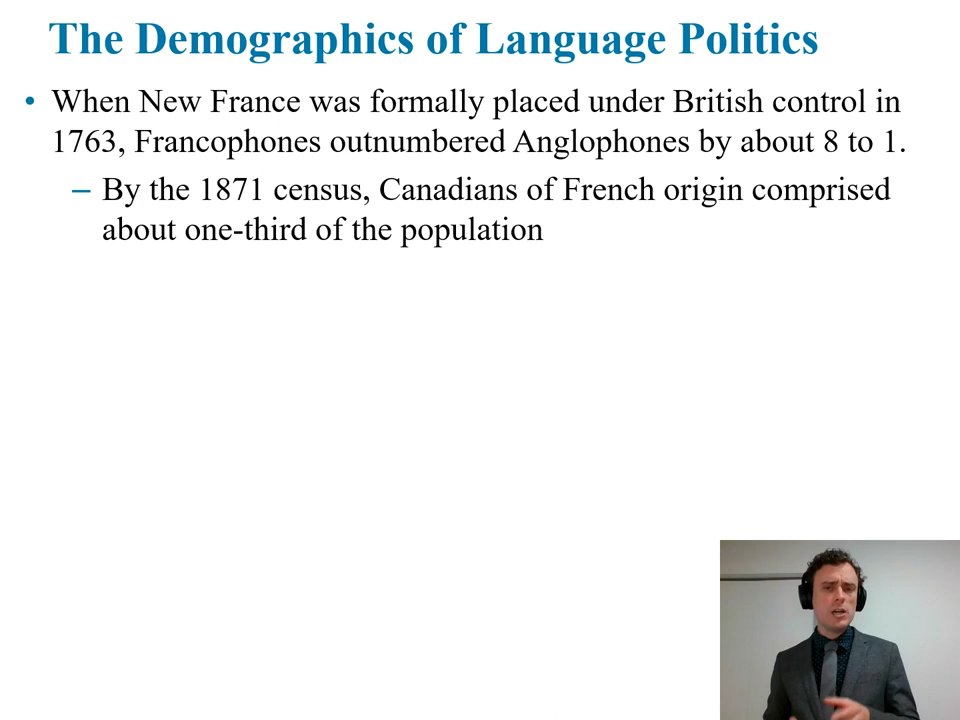 The Demographics of Language Politics
• When New France was formally placed under British control in
1763, Francophones outnumbered Anglophones by about 8 to 1.
– By the 1871 census, Canadians of French origin comprised
about one-third of the population